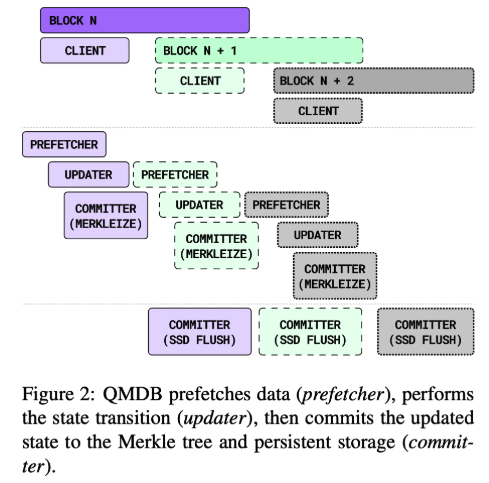 BLOCK N
CLIENT
BLOCK N + 1
CLIENT
BLOCK N + 2
CLIENT
PREFETCHER
UPDATER
PREFETCHER
COMMITTER
(MERKLEIZE)
UPDATER
PREFETCHER
COMMITTER
(MERKLEIZE)
UPDATER
COMMITTER
(MERKLEIZE)
COMMITTER
(SSD FLUSH)
COMMITTER
(SSD FLUSH)
COMMITTER
(SSD FLUSH)
Figure 2: QMDB prefetches data (prefetcher), performs
the state transition (updater), then commits the updated
state to the Merkle tree and persistent storage (commit-
ter).